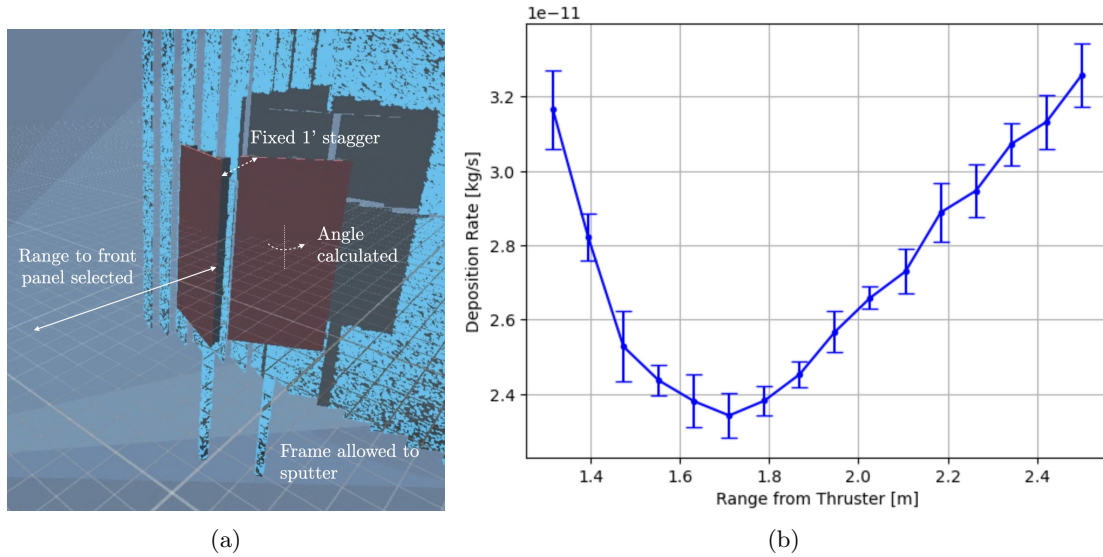 Fixed 1' stagger
Range to front
panel selected
Angle
calculated
Frame allowed to
sputter
(a)
1e−11
Deposition Rate [kg/s]
3.2
3.0
2.8
2.6
2.4
1.4 1.6 1.8 2.0 2.2 2.4
Range from Thruster [m]
(b)